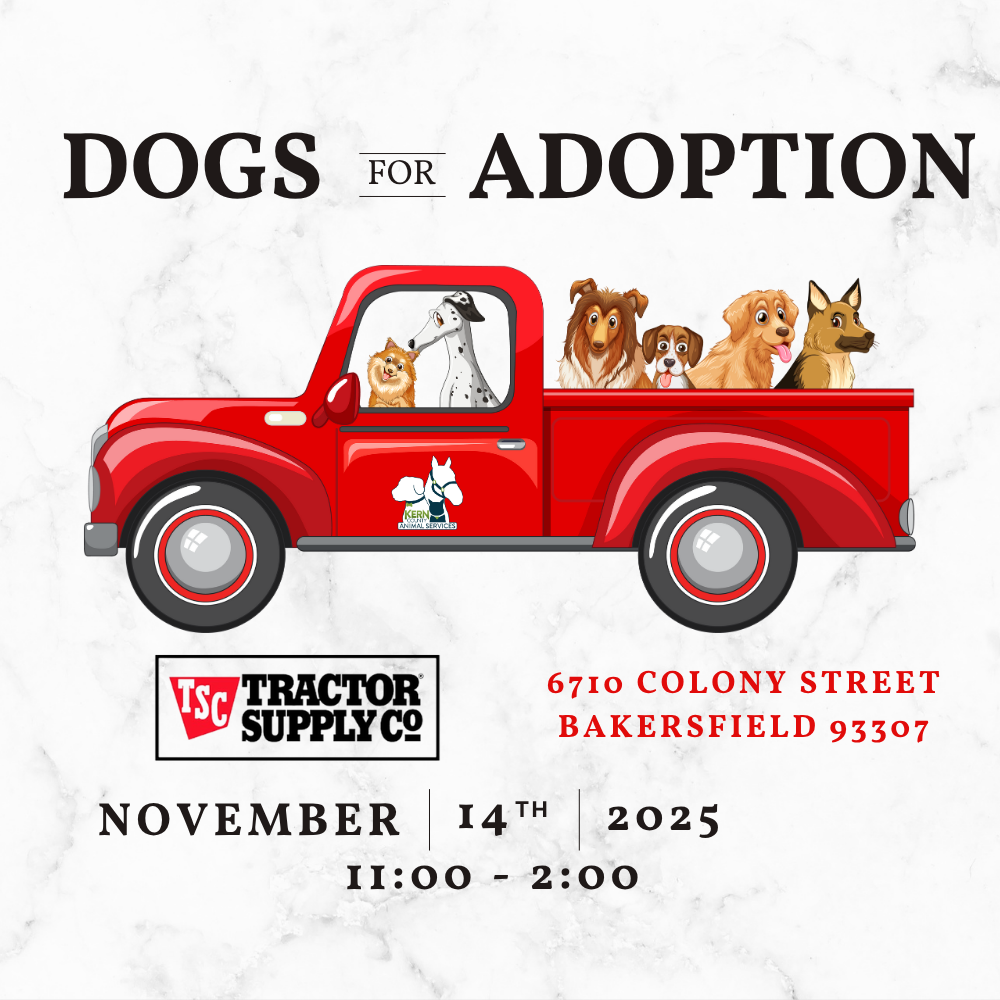 DOGS FOR ADOPTION
KERN
COUNTY
ANIMAL SERVICES
TSC TRACTOR
SUPPLY CO
6710 COLONY STREET
BAKERSFIELD 93307
NOVEMBER 14TH 2025
11:00 - 2:00